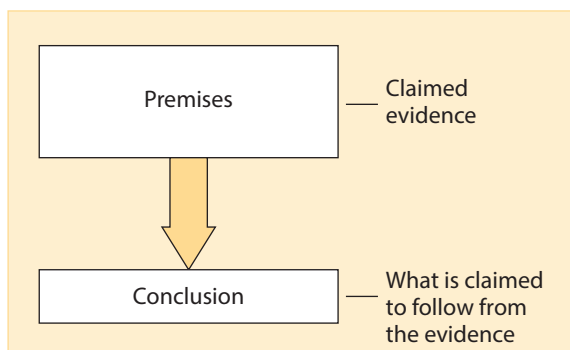 Premises
Claimed
evidence
Conclusion
What is claimed
to follow from
the evidence